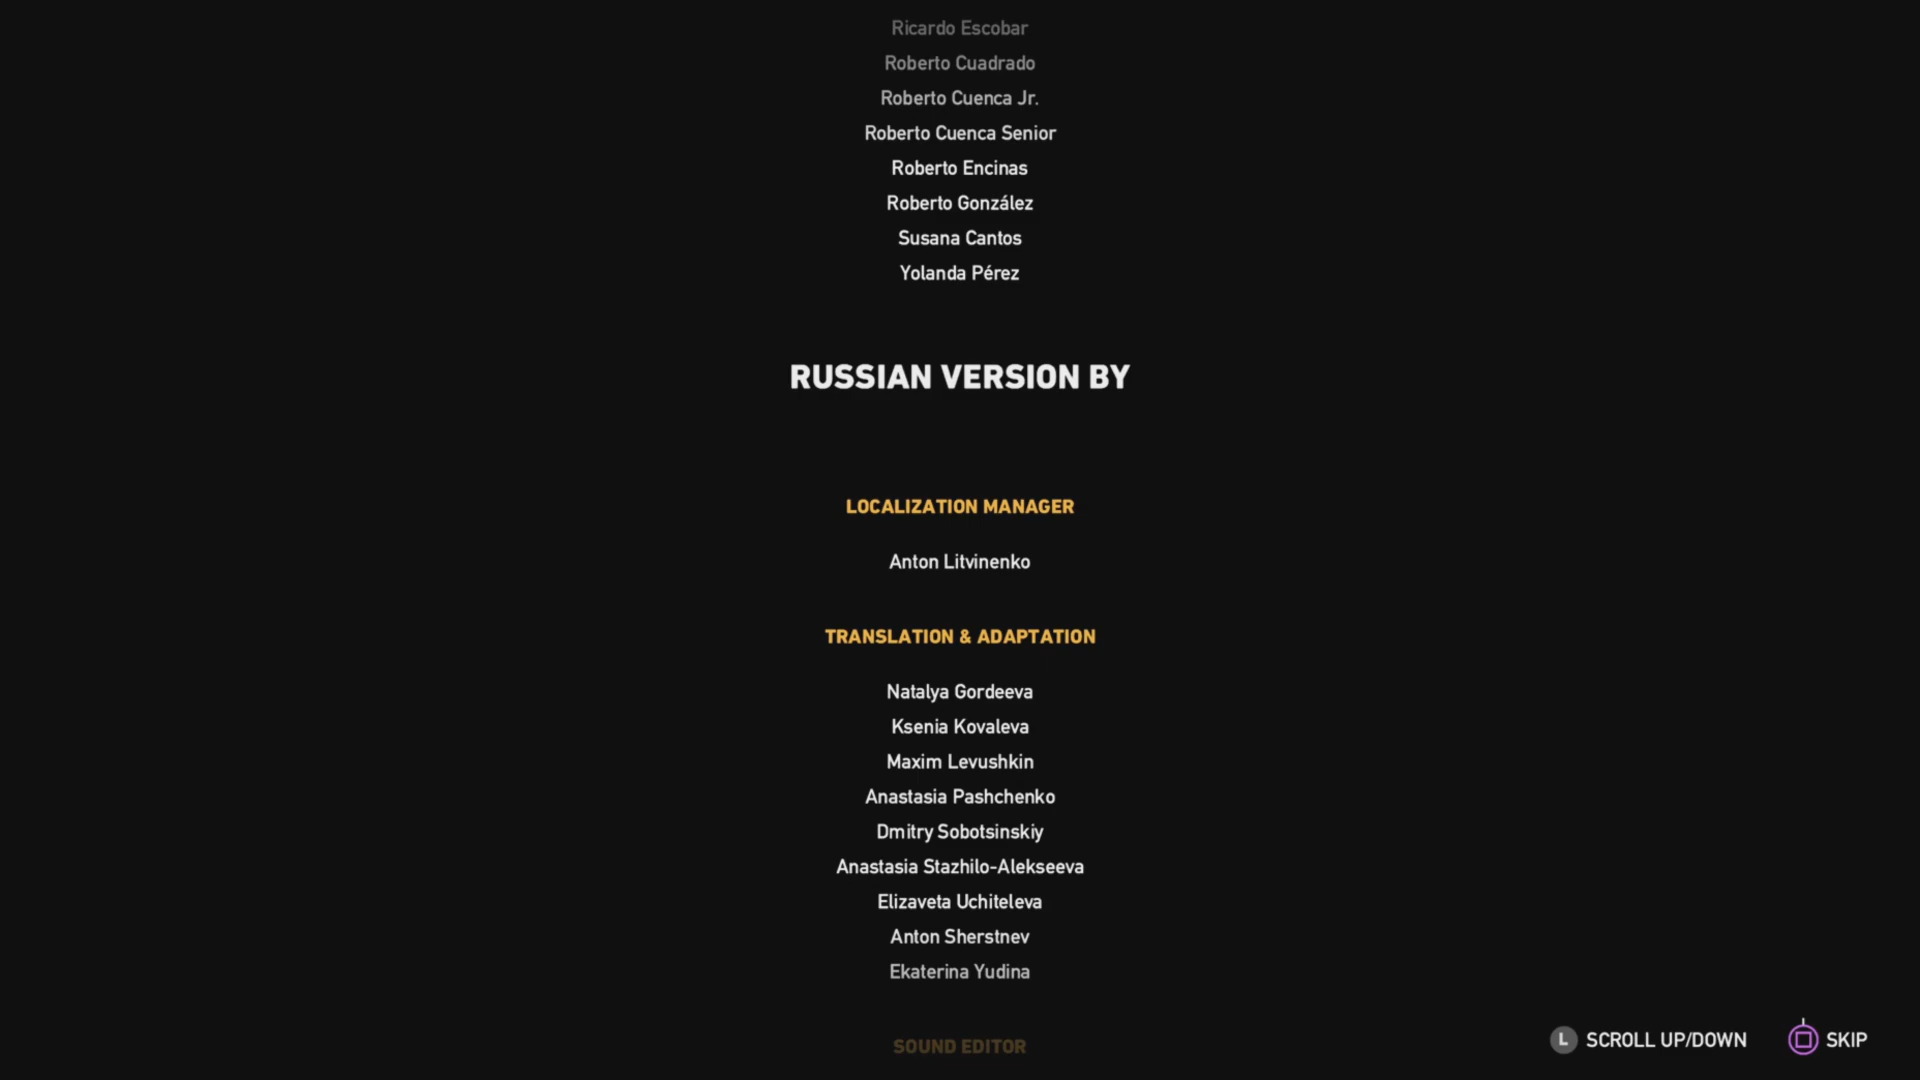 Ricardo Escobar
Roberto Cuadrado
Roberto Cuenca Jr.
Roberto Cuenca Senior
Roberto Encinas
Roberto González
Susana Cantos
Yolanda Pérez
RUSSIAN VERSION BY
LOCALIZATION MANAGER
Anton Litvinenko
TRANSLATION & ADAPTATION
Natalya Gordeeva
Ksenia Kovaleva
Maxim Levushkin
Anastasia Pashchenko
Dmitry Sobotsinskiy
Anastasia Stazhilo-Alekseeva
Elizaveta Uchiteleva
Anton Sherstnev
Ekaterina Yudina
SOUND EDITOR
L SCROLL UP/DOWN SKIP